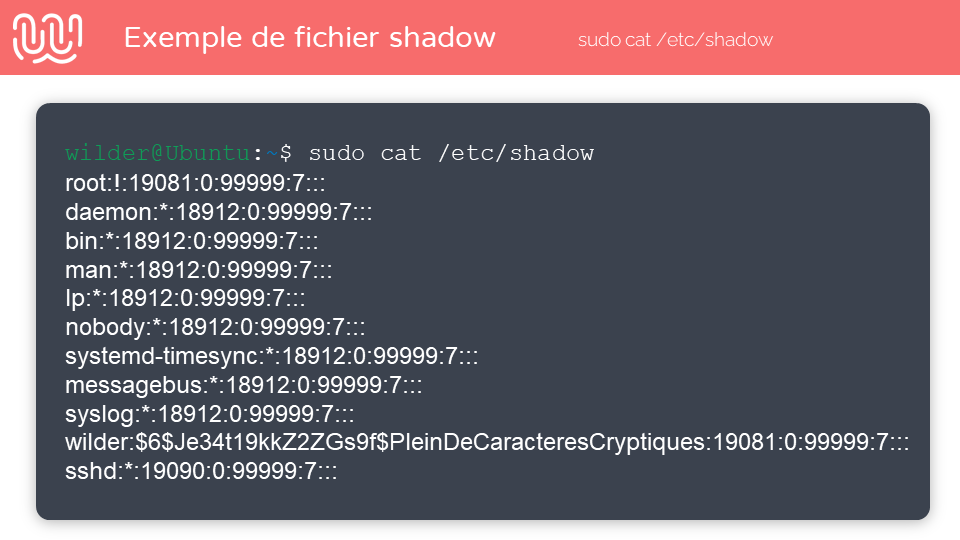 Exemple de fichier shadow
sudo cat /etc/shadow
wilder@Ubuntu:~$ sudo cat /etc/shadow
root:!:19081:0:99999:7:::
daemon:*:18912:0:99999:7:::
bin:*:18912:0:99999:7:::
man:*:18912:0:99999:7:::
lp:*:18912:0:99999:7:::
nobody:*:18912:0:99999:7:::
systemd-timesync:*:18912:0:99999:7:::
messagebus:*:18912:0:99999:7:::
syslog:*:18912:0:99999:7:::
wilder:$6$Je34t19kkZ2ZGs9f$PleinDeCaracteresCryptiques:19081:0:99999:7:::
sshd:*:19090:0:99999:7:::